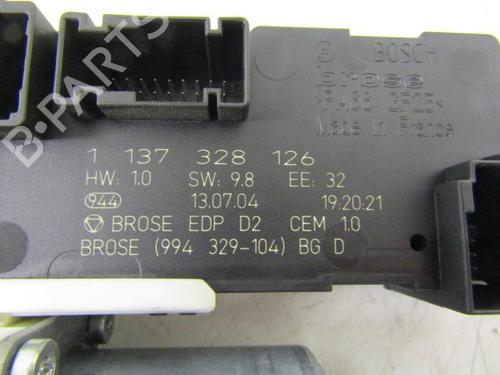 BOSCH
brose
Made in France
1 137 328 126
HW: 1.0 SW: 9.8 EE: 32
944 13.07.04 19:20:21
BROSE EDP D2 CEM 1.0
BROSE (994 329-104) BG D
B-PARTS